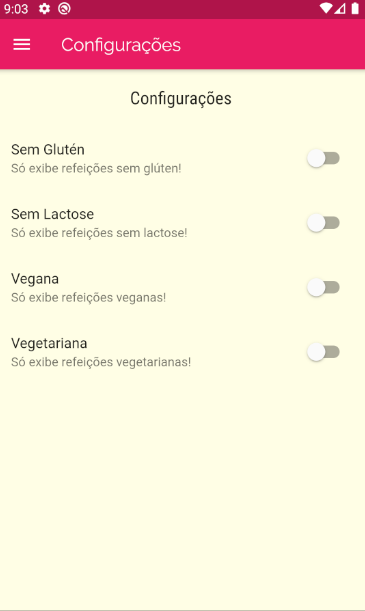 9:03
Configurações
Configurações
Sem Glutén
Só exibe refeições sem glúten!
Sem Lactose
Só exibe refeições sem lactose!
Vegana
Só exibe refeições veganas!
Vegetariana
Só exibe refeições vegetarianas!